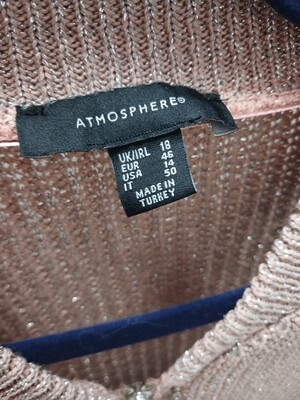 ATMOSPHERE®
UK/IRL 18
EUR 46
USA 14
IT 50
MADE IN
TURKEY